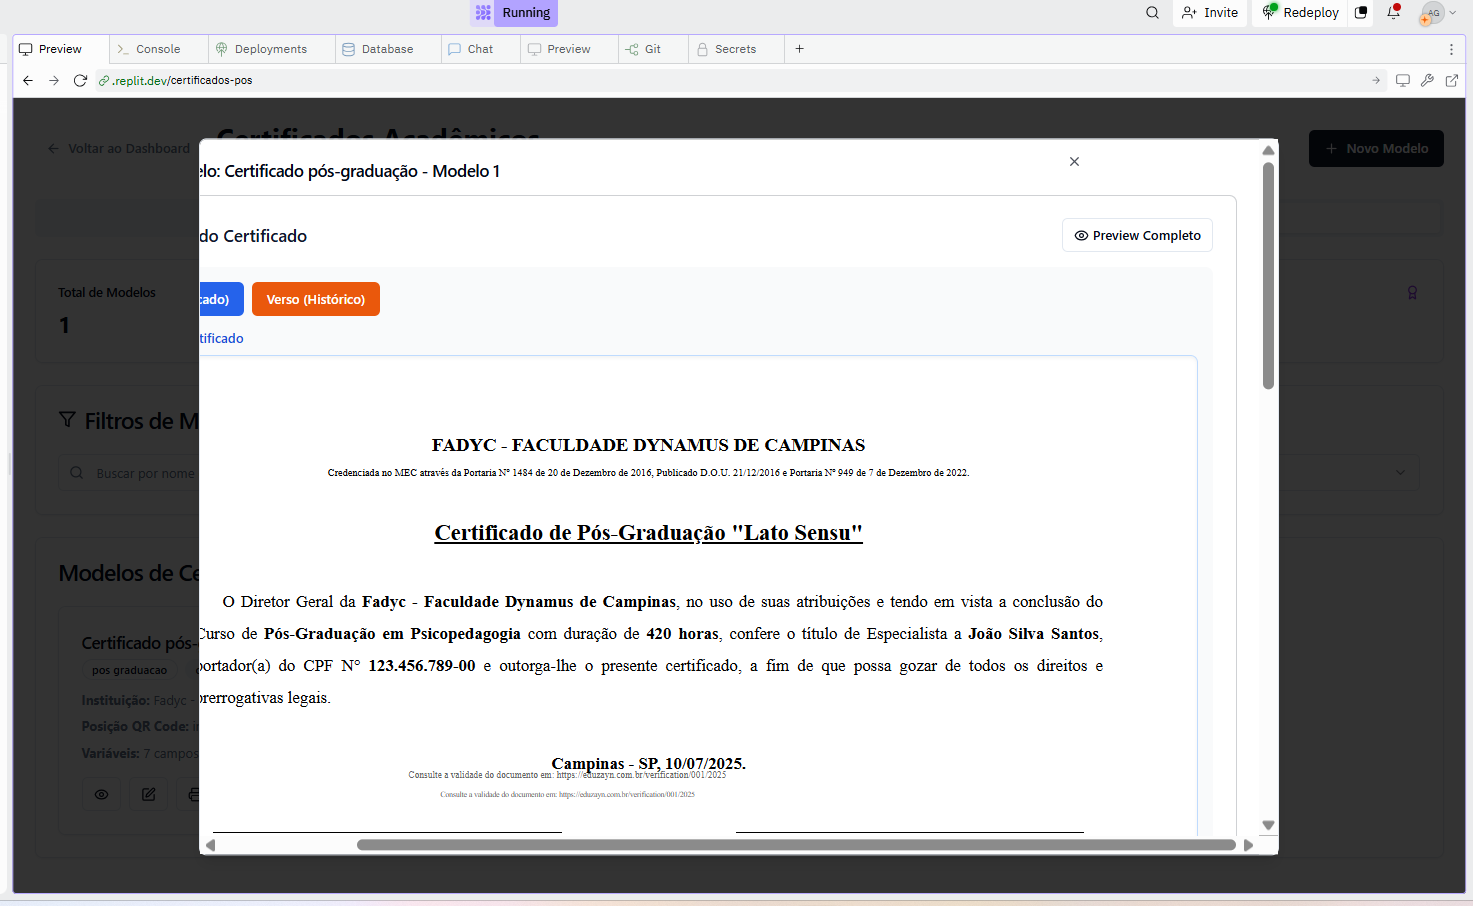 Running
Invite
Redeploy
AG
Preview
Console
Deployments
Database
Chat
Preview
Git
Secrets
.replit.dev/certificados-pos
Voltar ao Dashboard
Certificados Acadêmicos
Novo Modelo
elo: Certificado pós-graduação - Modelo 1
do Certificado
Preview Completo
Total de Modelos
1
cado)
Verso (Histórico)
tificado
Filtros de M
Buscar por nome
FADYC - FACULDADE DYNAMUS DE CAMPINAS
Credenciada no MEC através da Portaria N° 1484 de 20 de Dezembro de 2016, Publicado D.O.U. 21/12/2016 e Portaria N° 949 de 7 de Dezembro de 2022.
Certificado de Pós-Graduação "Lato Sensu"
O Diretor Geral da Fadyc - Faculdade Dynamus de Campinas, no uso de suas atribuições e tendo em vista a conclusão do
Curso de Pós-Graduação em Psicopedagogia com duração de 420 horas, confere o título de Especialista a João Silva Santos,
portador(a) do CPF N° 123.456.789-00 e outorga-lhe o presente certificado, a fim de que possa gozar de todos os direitos e
prerrogativas legais.
Campinas - SP, 10/07/2025.
Consulte a validade do documento em: https://eduzayn.com.br/verification/001/2025
Consulte a validade do documento em: https://eduzayn.com.br/verification/001/2025
Modelos de Ce
Certificado pós-
pos graduacao
Instituição: Fadyc -
Posição QR Code: i
Variáveis: 7 campos